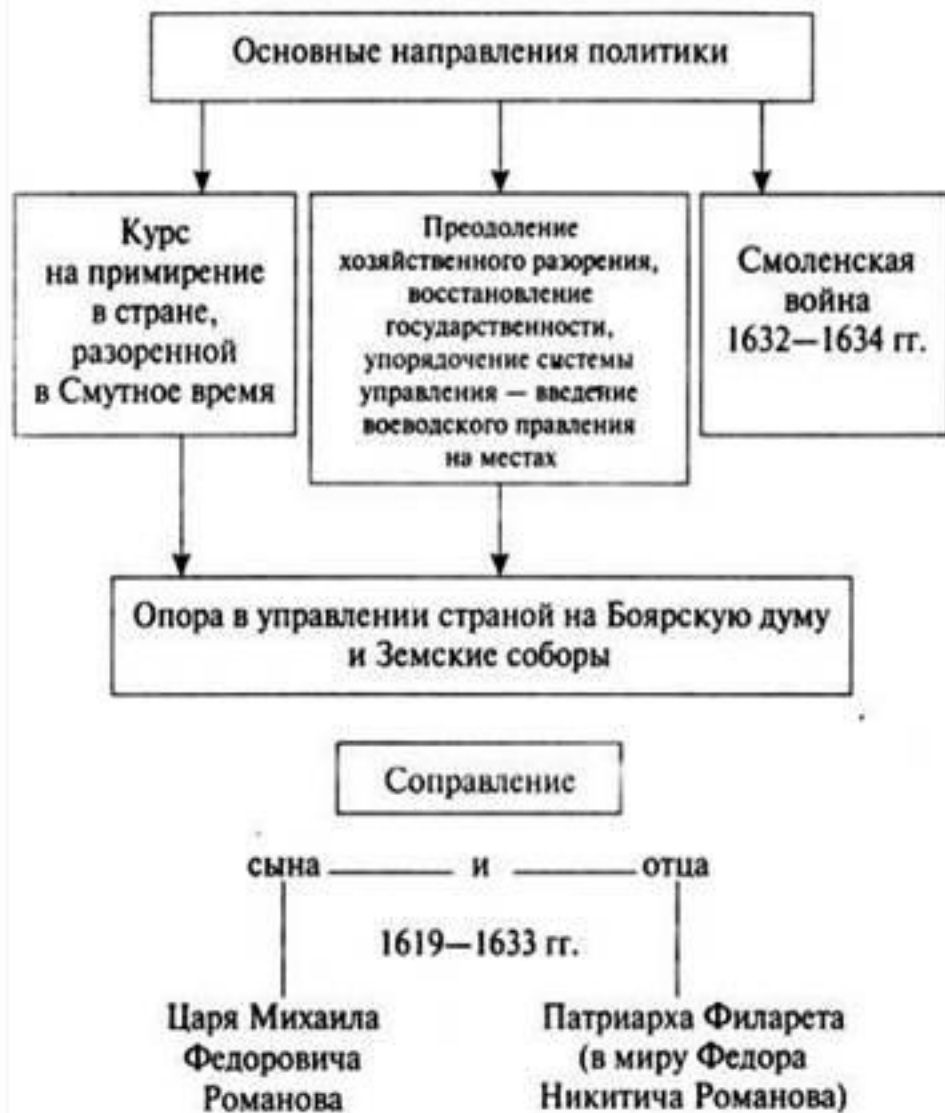 Основные направления политики
Курс
на примирение
в стране,
разоренной
в Смутное время
Преодоление
хозяйственного разорения,
восстановление
государственности,
упорядочение системы
управления — введение
воеводского правления
на местах
Смоленская
война
1632—1634 гг.
Опора в управлении страной на Боярскую думу
и Земские соборы
Соправление
сына и отца
1619—1633 гг.
Царя Михаила
Федоровича
Романова
Патриарха Филарета
(в миру Федора
Никитича Романова)